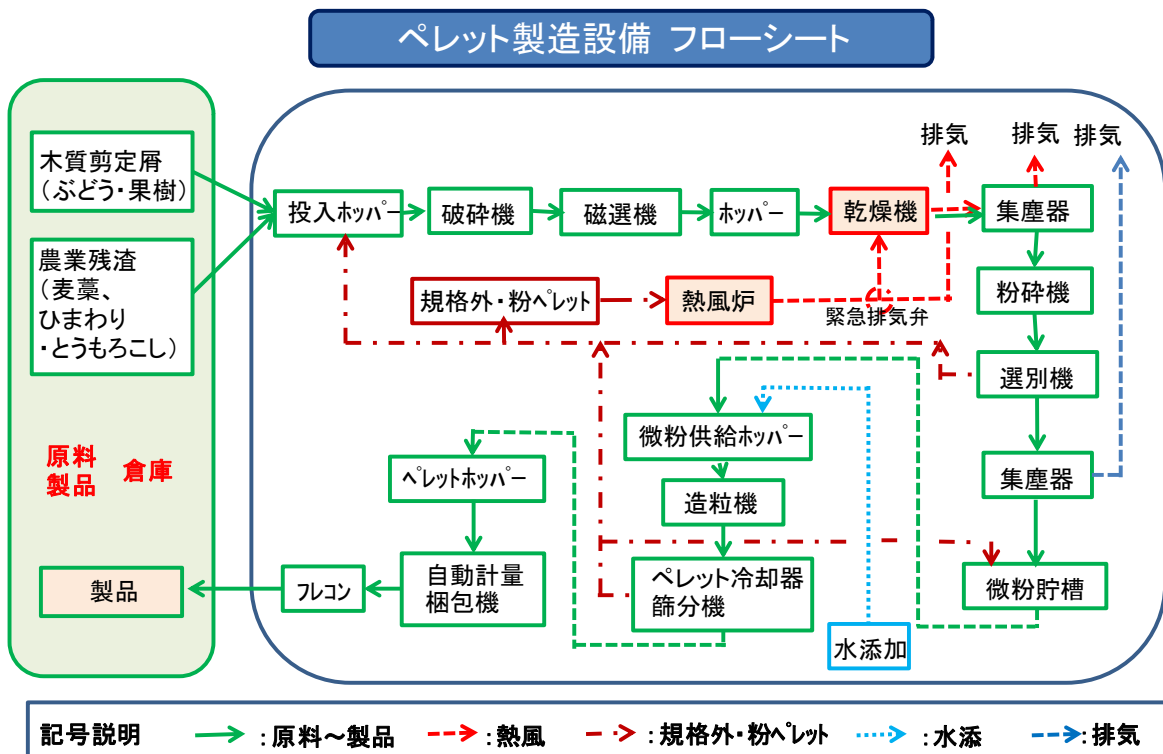 ペレット製造設備 フローシート
木質剪定屑
(ぶどう・果樹)
農業残渣
(麦藁、
ひまわり
・とうもろこし)
原料
製品
倉庫
製品
排気
排気
排気
投入ホッパー
破砕機
磁選機
ホッパー
乾燥機
集塵器
規格外・粉ペレット
熱風炉
緊急排気弁
粉砕機
選別機
微粉供給ホッパー
ペレットホッパー
造粒機
集塵器
フレコン
自動計量
梱包機
ペレット冷却器
篩分機
水添加
微粉貯槽
記号説明
:原料~製品
:熱風
:規格外・粉ペレット
:水添
:排気